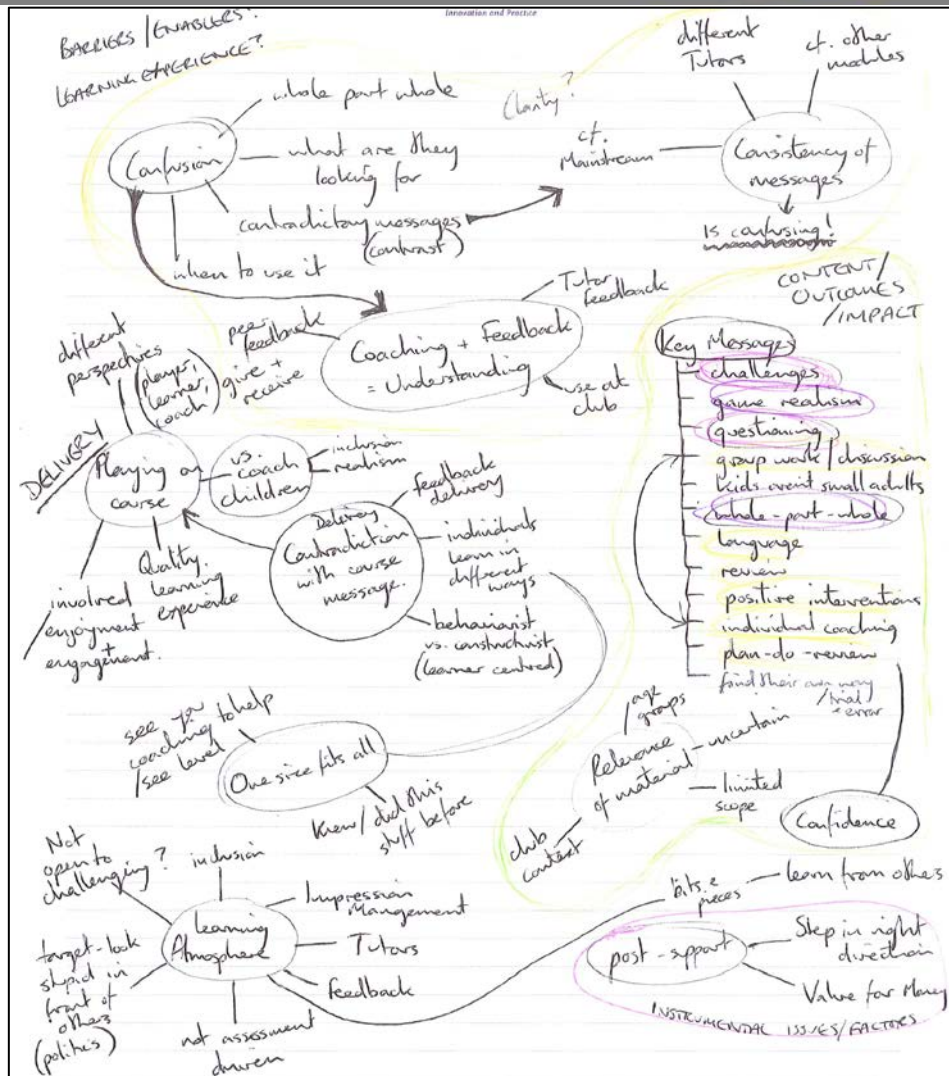 Innovation and Practice
BARRIERS / ENABLERS?
LEARNING EXPERIENCE?
Confusion
whole part whole
what are they
looking for
contradictory messages
(contrast)
when to use it
Clarity?
different
Tutors
cf. other
modules
cf.
Mainstream
Consistency of
messages
Is confusing!
Coaching + Feedback
= Understanding
Tutor
feedback
peer
feedback
give +
receive
use at
club
CONTENT/
OUTCOMES
/IMPACT
Key Messages
challenges
game realism
questioning
group work / discussion
kids aren't small adults
whole-part-whole
language
review
positive interventions
individual coaching
plan-do-review
find their own way
/trial
+ error
Confidence
DELIVERY
different
perspectives
(player,
learner,
coach)
Playing on
course
vs.
coach
children
inclusion
realism
involved
enjoyment
+
engagement.
Quality.
learning
experience
Delivery
Contradiction
with course
message.
feedback
delivery
individuals
learn in
different
ways
behaviourist
vs. constructivist
(learner centred)
One size fits all
see you
coaching to help
/see level
Knew / did this
stuff before
Relevance
of material
age
groups
uncertain
limited
scope
club
context
Learning
Atmosphere
Not
open to
challenging?
inclusion
Impression
Management
Tutors
feedback
not assessment
driven
target-look
stupid in
front of
others
(politics)
bits &
pieces
learn from others
post-support
Step in right
direction
Value for Money
INSTRUMENTAL ISSUES/FACTORS